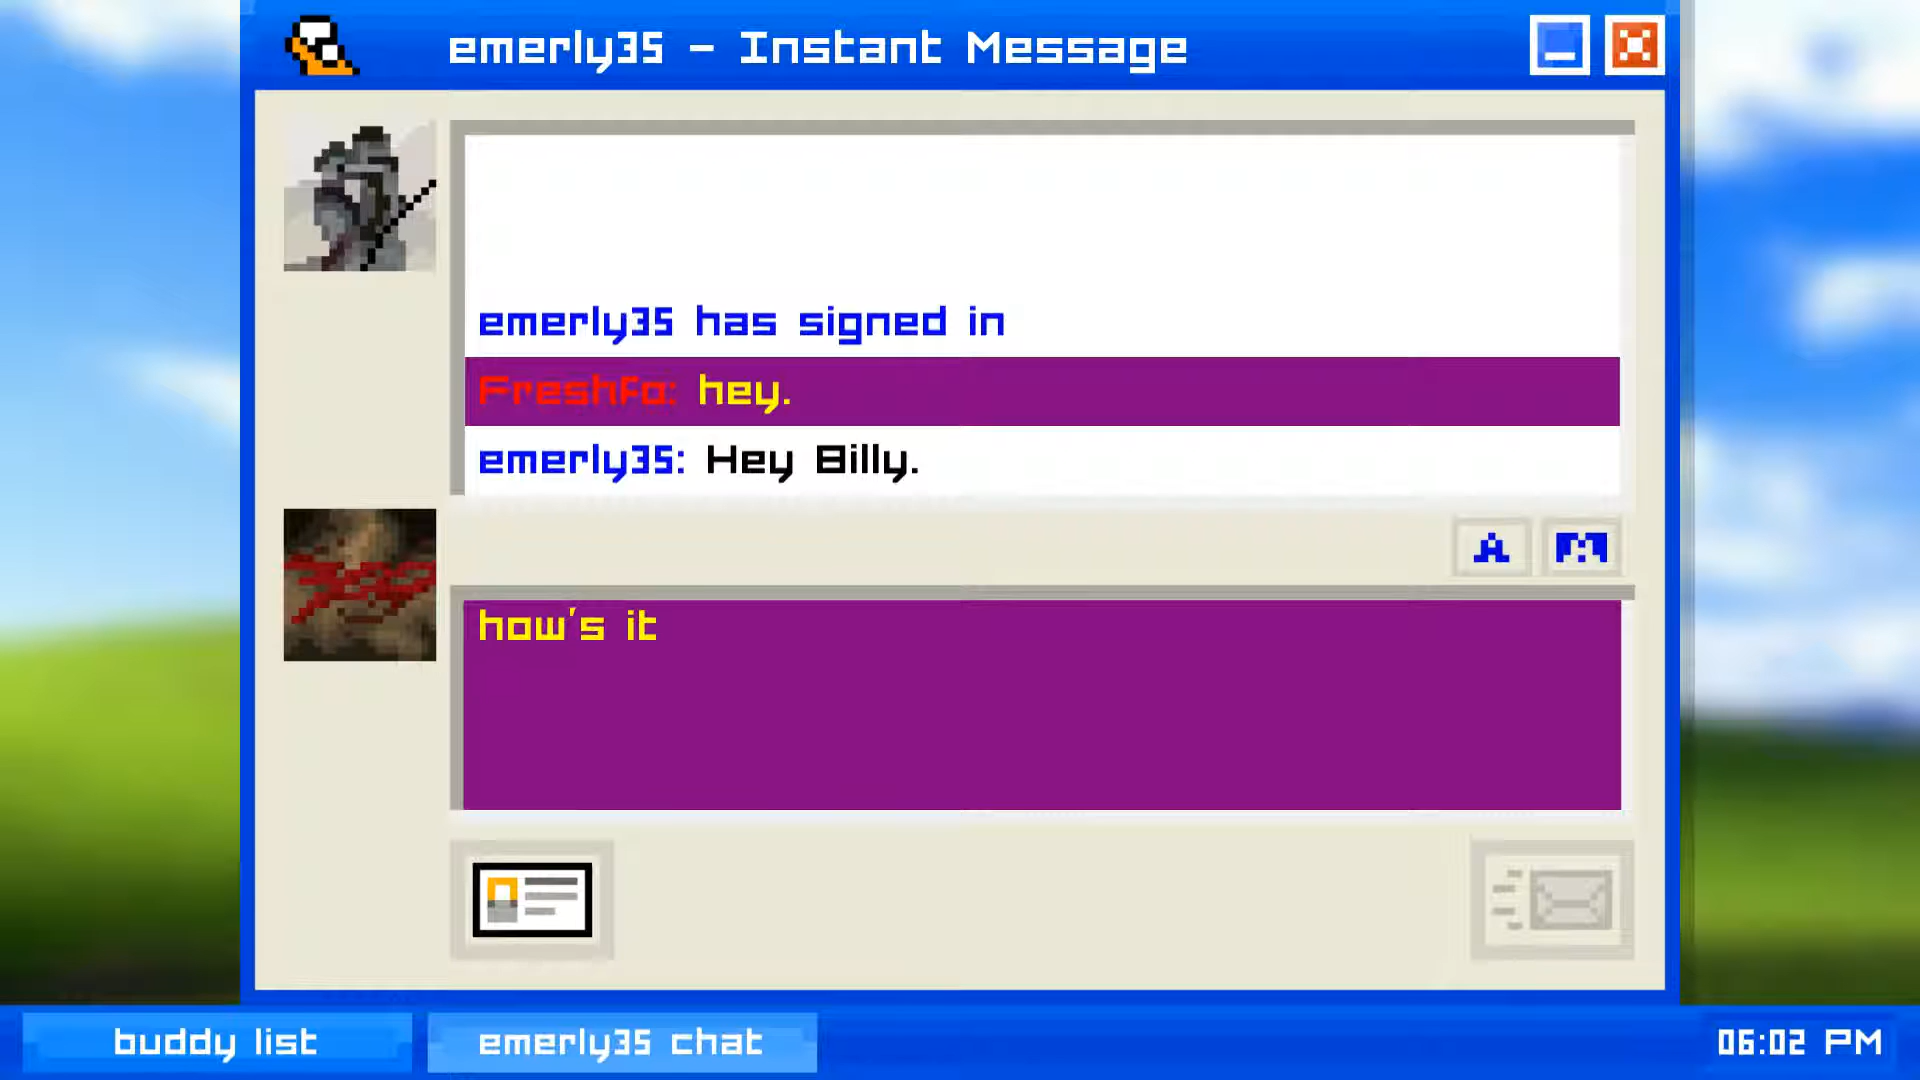 emerly35 - Instant Message
emerly35 has signed in
FreshFa: hey.
emerly35: Hey Billy.
A M
how's it
buddy list
emerly35 chat
06:02 PM